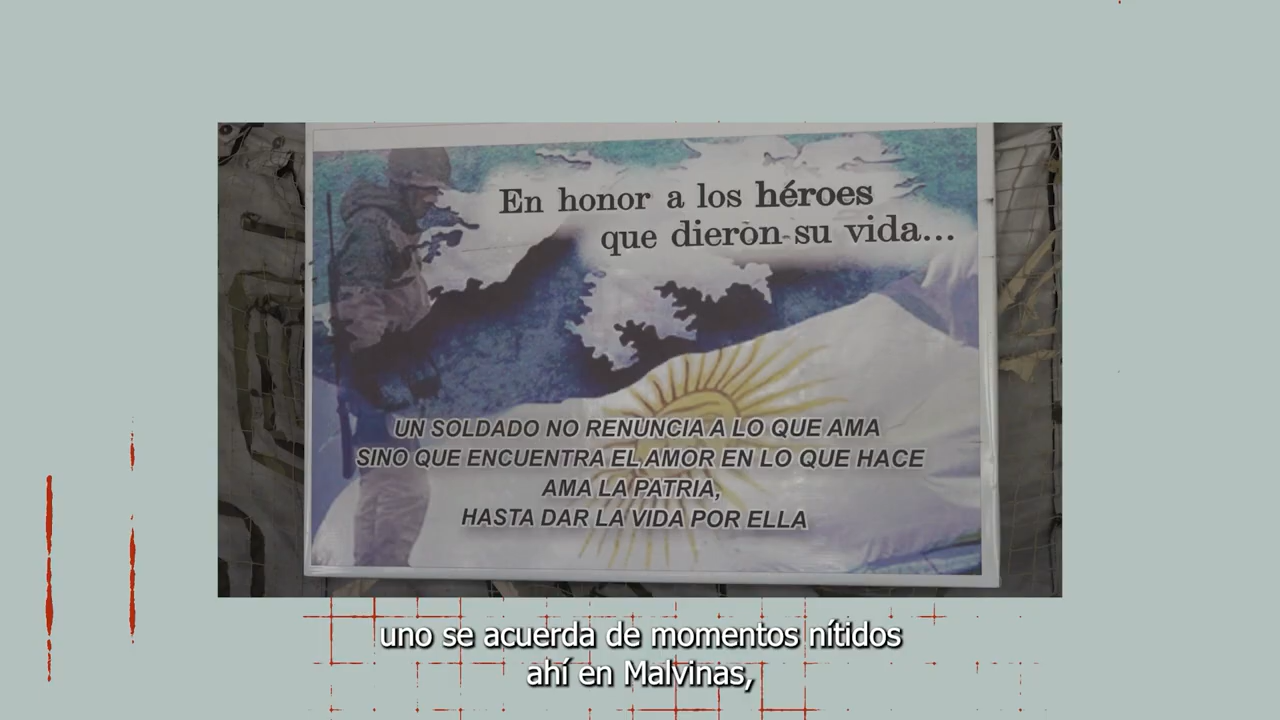 En honor a los héroes
que dieron su vida...
UN SOLDADO NO RENUNCIA A LO QUE AMA
SINO QUE ENCUENTRA EL AMOR EN LO QUE HACE
AMA LA PATRIA,
HASTA DAR LA VIDA POR ELLA
uno se acuerda de momentos nítidos
ahí en Malvinas,